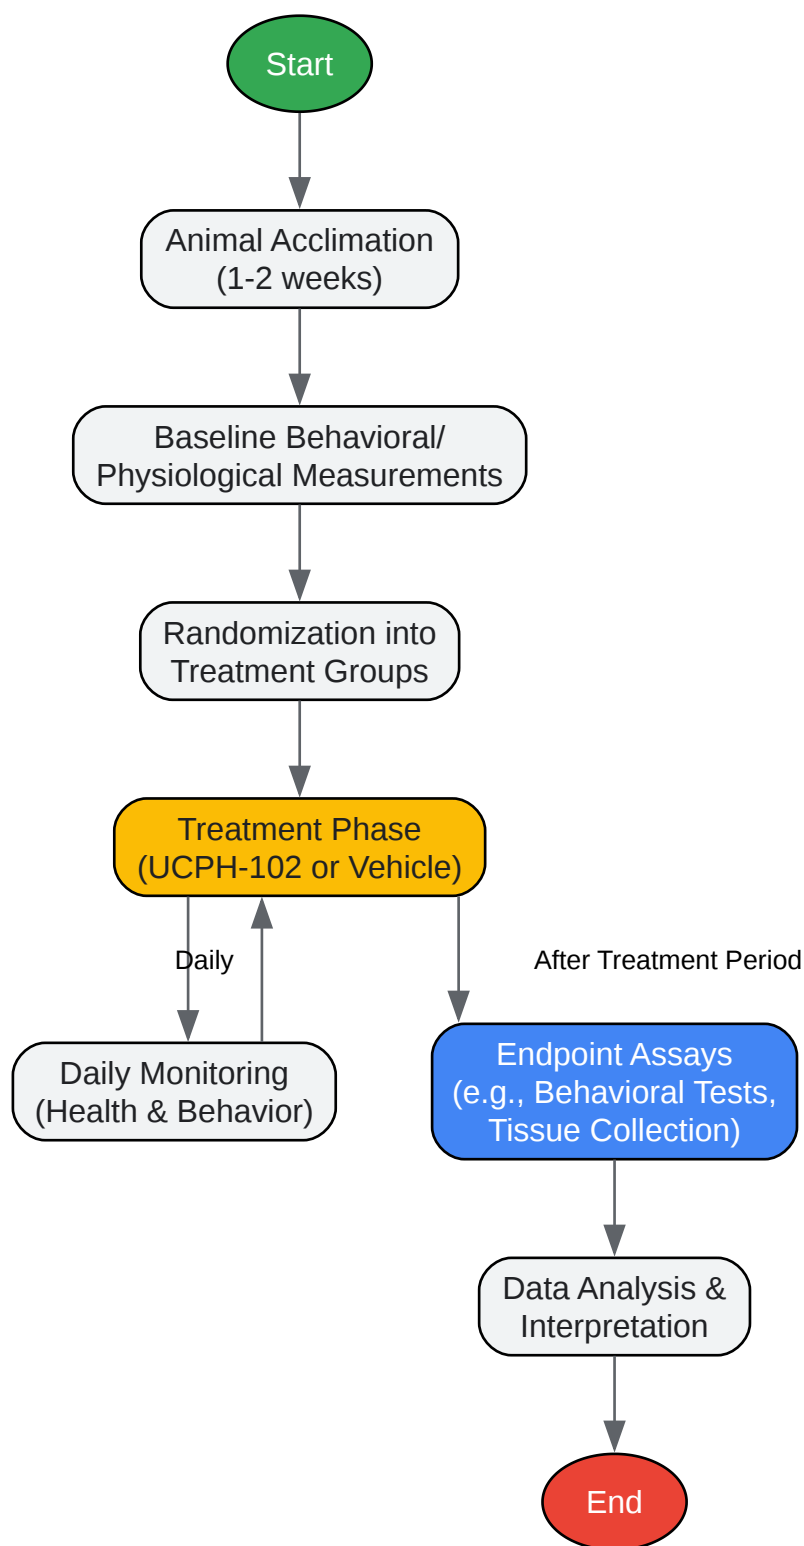 Start
Animal Acclimation
(1-2 weeks)
Baseline Behavioral/
Physiological Measurements
Randomization into
Treatment Groups
Treatment Phase
(UCPH-102 or Vehicle)
Daily
After Treatment Period
Daily Monitoring
(Health & Behavior)
Endpoint Assays
(e.g., Behavioral Tests,
Tissue Collection)
Data Analysis &
Interpretation
End